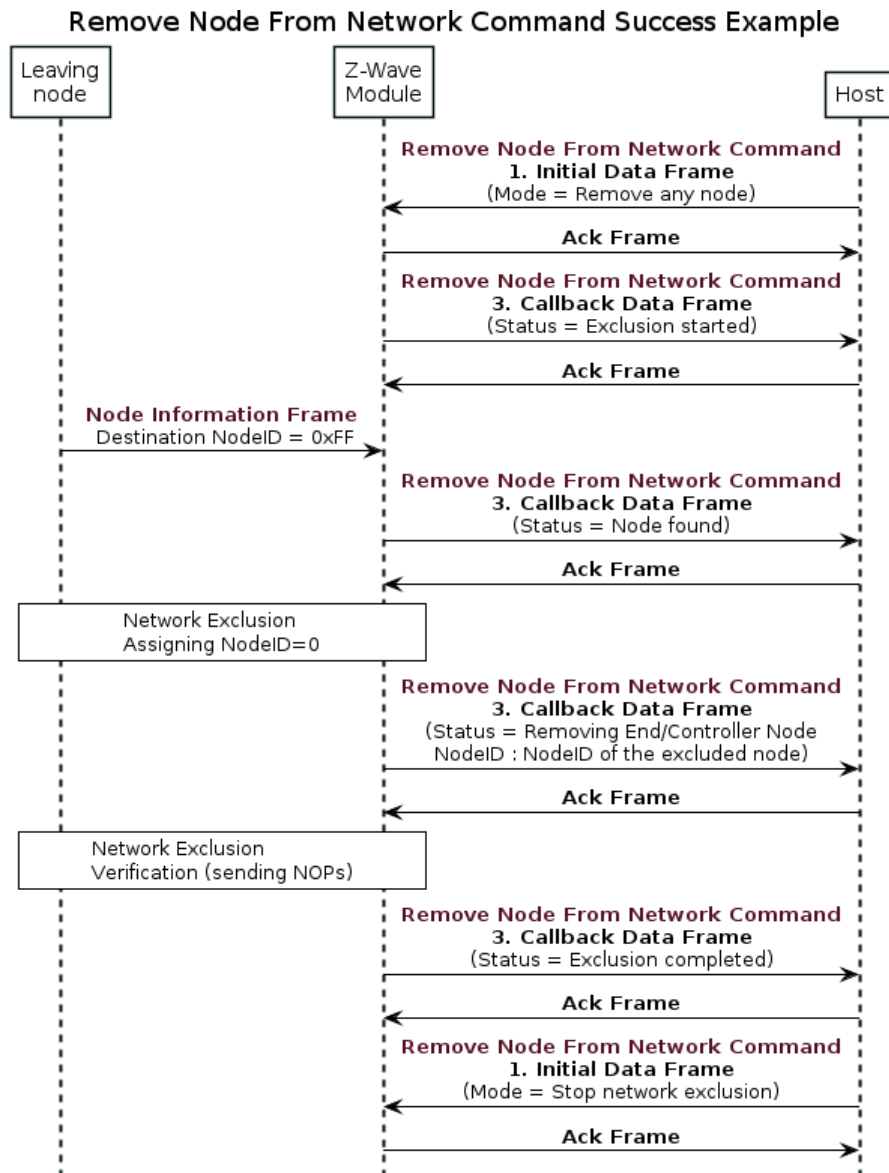 Remove Node From Network Command Success Example
Leaving
node
Z-Wave
Module
Host
Remove Node From Network Command
1. Initial Data Frame
(Mode = Remove any node)
Ack Frame
Remove Node From Network Command
3. Callback Data Frame
(Status = Exclusion started)
Ack Frame
Node Information Frame
Destination NodeID = 0xFF
Remove Node From Network Command
3. Callback Data Frame
(Status = Node found)
Ack Frame
Network Exclusion
Assigning NodeID=0
Remove Node From Network Command
3. Callback Data Frame
(Status = Removing End/Controller Node
NodeID : NodeID of the excluded node)
Ack Frame
Network Exclusion
Verification (sending NOPs)
Remove Node From Network Command
3. Callback Data Frame
(Status = Exclusion completed)
Ack Frame
Remove Node From Network Command
1. Initial Data Frame
(Mode = Stop network exclusion)
Ack Frame